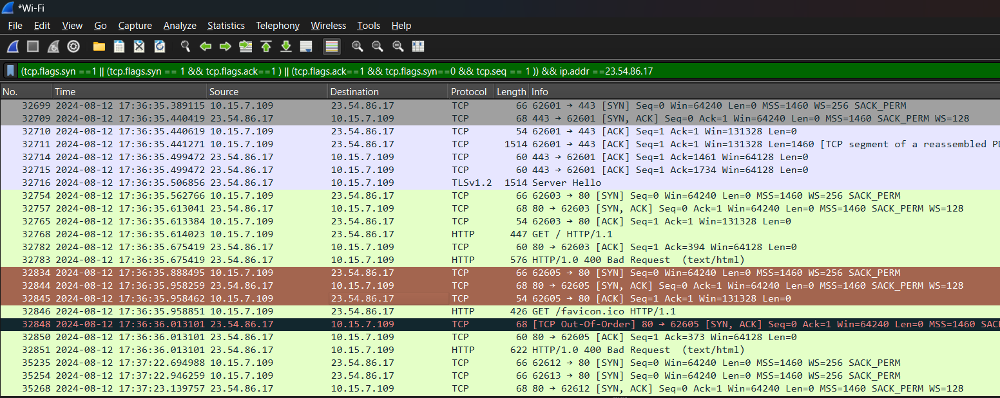 *Wi-Fi
File Edit View Go Capture Analyze Statistics Telephony Wireless Tools Help
(tcp.flags.syn ==1 || (tcp.flags.syn == 1 && tcp.flags.ack==1 ) || (tcp.flags.ack==1 && tcp.flags.syn==0 && tcp.seq == 1 )) && ip.addr ==23.54.86.17
No. Time Source Destination Protocol Length Info
32699 2024-08-12 17:36:35.389115 10.15.7.109 23.54.86.17 TCP 66 62601 → 443 [SYN] Seq=0 Win=64240 Len=0 MSS=1460 WS=256 SACK_PERM
32709 2024-08-12 17:36:35.440419 23.54.86.17 10.15.7.109 TCP 68 443 → 62601 [SYN, ACK] Seq=0 Ack=1 Win=64240 Len=0 MSS=1460 SACK_PERM WS=128
32710 2024-08-12 17:36:35.440619 10.15.7.109 23.54.86.17 TCP 54 62601 → 443 [ACK] Seq=1 Ack=1 Win=131328 Len=0
32711 2024-08-12 17:36:35.441271 10.15.7.109 23.54.86.17 TCP 1514 62601 → 443 [ACK] Seq=1 Ack=1 Win=131328 Len=1460 [TCP segment of a reassembled
32714 2024-08-12 17:36:35.499472 23.54.86.17 10.15.7.109 TCP 60 443 → 62601 [ACK] Seq=1 Ack=1461 Win=64128 Len=0
32715 2024-08-12 17:36:35.499472 23.54.86.17 10.15.7.109 TCP 60 443 → 62601 [ACK] Seq=1 Ack=1734 Win=64128 Len=0
32716 2024-08-12 17:36:35.506856 23.54.86.17 10.15.7.109 TLSv1.2 1514 Server Hello
32754 2024-08-12 17:36:35.562766 10.15.7.109 23.54.86.17 TCP 66 62603 → 80 [SYN] Seq=0 Win=64240 Len=0 MSS=1460 WS=256 SACK_PERM
32757 2024-08-12 17:36:35.613041 23.54.86.17 10.15.7.109 TCP 68 80 → 62603 [SYN, ACK] Seq=0 Ack=1 Win=64240 Len=0 MSS=1460 SACK_PERM WS=128
32765 2024-08-12 17:36:35.613384 10.15.7.109 23.54.86.17 TCP 54 62603 → 80 [ACK] Seq=1 Ack=1 Win=131328 Len=0
32768 2024-08-12 17:36:35.614023 10.15.7.109 23.54.86.17 HTTP 447 GET / HTTP/1.1
32782 2024-08-12 17:36:35.675419 23.54.86.17 10.15.7.109 TCP 60 80 → 62603 [ACK] Seq=1 Ack=394 Win=64128 Len=0
32783 2024-08-12 17:36:35.675419 23.54.86.17 10.15.7.109 HTTP 576 HTTP/1.0 400 Bad Request (text/html)
32834 2024-08-12 17:36:35.888495 10.15.7.109 23.54.86.17 TCP 66 62605 → 80 [SYN] Seq=0 Win=64240 Len=0 MSS=1460 WS=256 SACK_PERM
32844 2024-08-12 17:36:35.958259 23.54.86.17 10.15.7.109 TCP 68 80 → 62605 [SYN, ACK] Seq=0 Ack=1 Win=64240 Len=0 MSS=1460 SACK_PERM WS=128
32845 2024-08-12 17:36:35.958462 10.15.7.109 23.54.86.17 TCP 54 62605 → 80 [ACK] Seq=1 Ack=1 Win=131328 Len=0
32846 2024-08-12 17:36:35.958851 10.15.7.109 23.54.86.17 HTTP 426 GET /favicon.ico HTTP/1.1
32848 2024-08-12 17:36:36.013101 23.54.86.17 10.15.7.109 TCP 68 [TCP Out-Of-Order] 80 → 62605 [SYN, ACK] Seq=0 Ack=1 Win=64240 Len=0 MSS=1460
32850 2024-08-12 17:36:36.013101 23.54.86.17 10.15.7.109 TCP 60 80 → 62605 [ACK] Seq=1 Ack=373 Win=64128 Len=0
32851 2024-08-12 17:36:36.013101 23.54.86.17 10.15.7.109 HTTP 622 HTTP/1.0 400 Bad Request (text/html)
35235 2024-08-12 17:37:22.694988 10.15.7.109 23.54.86.17 TCP 66 62612 → 80 [SYN] Seq=0 Win=64240 Len=0 MSS=1460 WS=256 SACK_PERM
35254 2024-08-12 17:37:22.946259 10.15.7.109 23.54.86.17 TCP 66 62613 → 80 [SYN] Seq=0 Win=64240 Len=0 MSS=1460 WS=256 SACK_PERM
35268 2024-08-12 17:37:23.139757 23.54.86.17 10.15.7.109 TCP 68 80 → 62612 [SYN, ACK] Seq=0 Ack=1 Win=64240 Len=0 MSS=1460 SACK_PERM WS=128